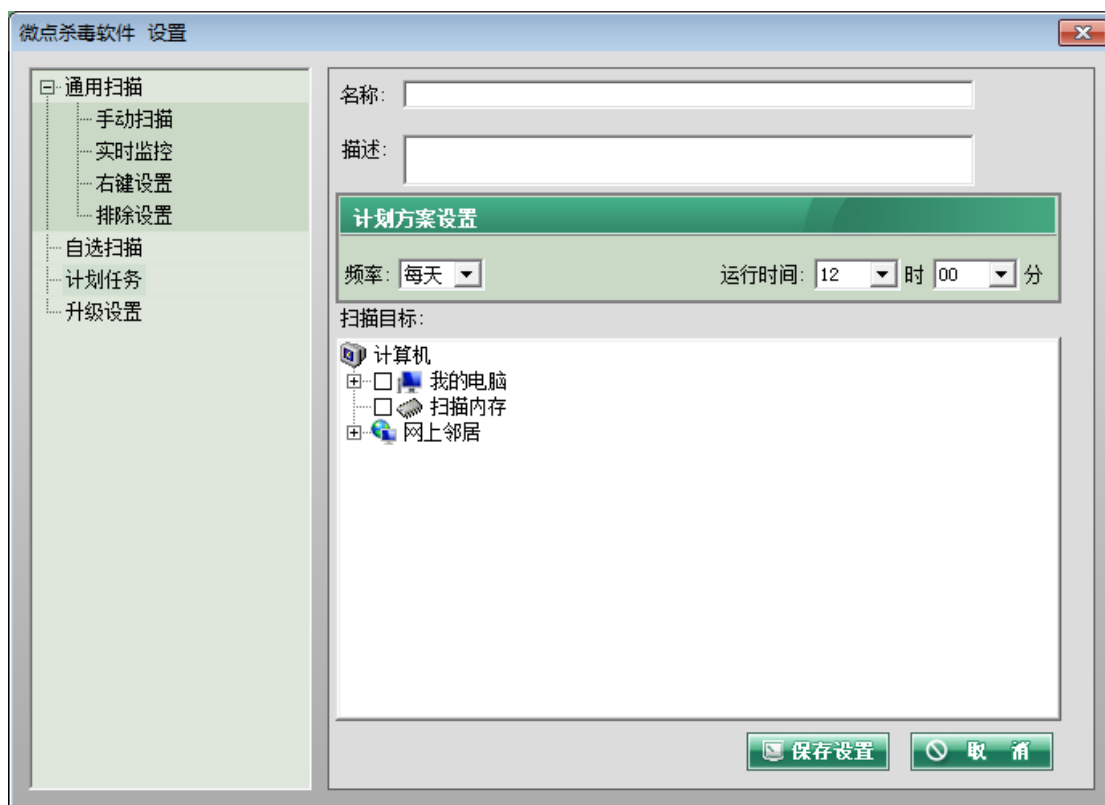 微点杀毒软件 设置
通用扫描
手动扫描
实时监控
右键设置
排除设置
自选扫描
计划任务
升级设置
名称:
描述:
计划方案设置
频率: 每天 运行时间: 12 时 00 分
扫描目标:
计算机
我的电脑
扫描内存
网上邻居
保存设置 取 消